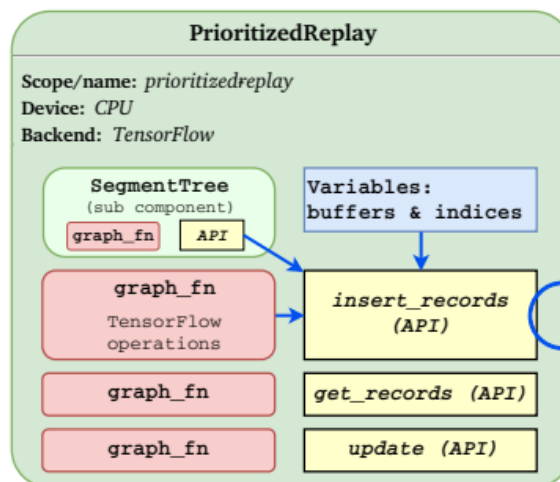 PrioritizedReplay
Scope/name: prioritizedreplay
Device: CPU
Backend: TensorFlow
SegmentTree
(sub component)
graph_fn
API
Variables:
buffers & indices
graph_fn
TensorFlow
operations
insert_records
(API)
graph_fn
get_records (API)
graph_fn
update (API)